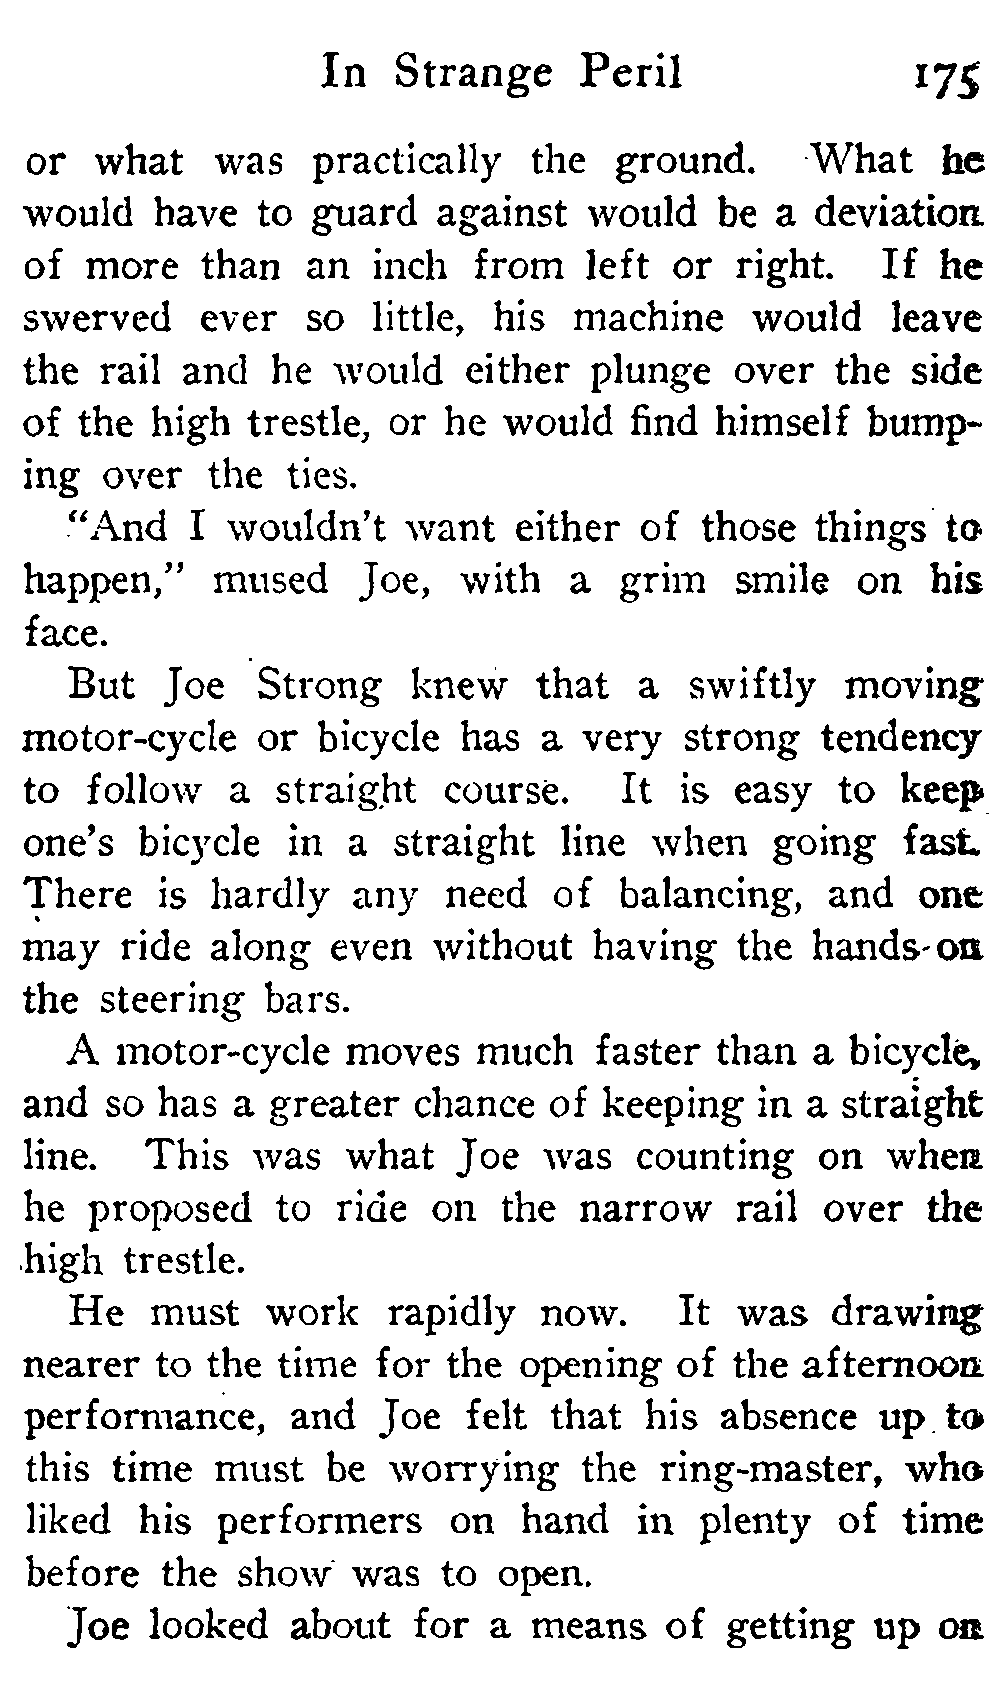 In Strange Peril 175
or what was practically the ground. What he
would have to guard against would be a deviation
of more than an inch from left or right. If he
swerved ever so little, his machine would leave
the rail and he would either plunge over the side
of the high trestle, or he would find himself bump-
ing over the ties.
"And I wouldn't want either of those things to
happen," mused Joe, with a grim smile on his
face.
But Joe Strong knew that a swiftly moving
motor-cycle or bicycle has a very strong tendency
to follow a straight course. It is easy to keep
one's bicycle in a straight line when going fast.
There is hardly any need of balancing, and one
may ride along even without having the hands on
the steering bars.
A motor-cycle moves much faster than a bicycle,
and so has a greater chance of keeping in a straight
line. This was what Joe was counting on when
he proposed to ride on the narrow rail over the
high trestle.
He must work rapidly now. It was drawing
nearer to the time for the opening of the afternoon
performance, and Joe felt that his absence up to
this time must be worrying the ring-master, who
liked his performers on hand in plenty of time
before the show was to open.
Joe looked about for a means of getting up on